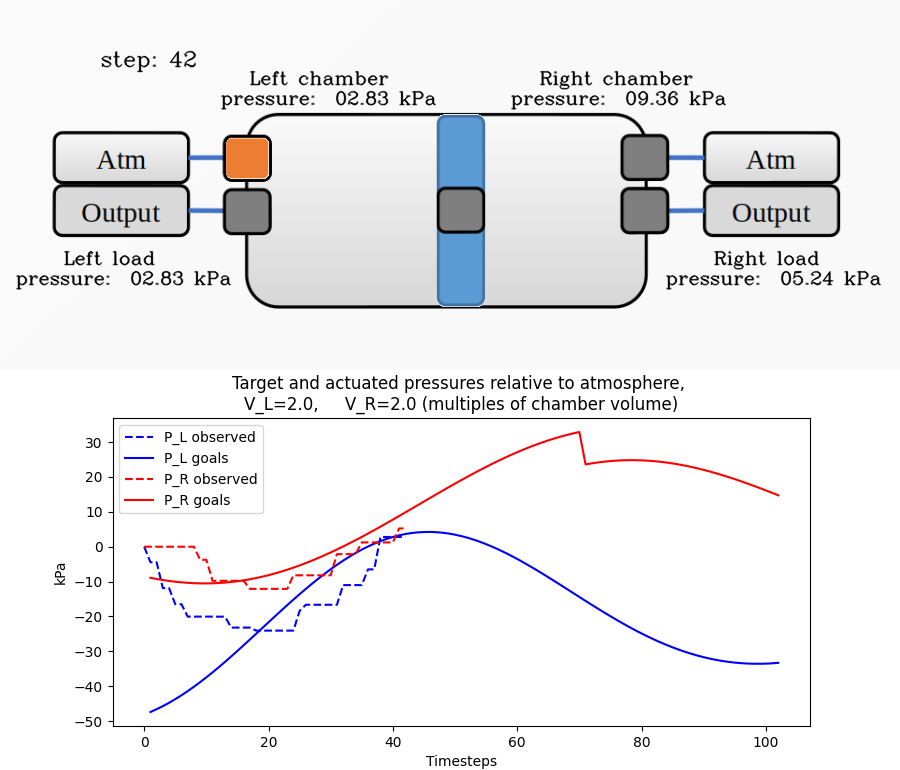 step: 42
Left chamber
pressure: 02.83 kPa
Right chamber
pressure: 09.36 kPa
Atm
Output
Atm
Output
Left load
pressure: 02.83 kPa
Right load
pressure: 05.24 kPa
Target and actuated pressures relative to atmosphere,
V_L=2.0, V_R=2.0 (multiples of chamber volume)
P_L observed
P_L goals
P_R observed
P_R goals
kPa
30
20
10
0
−10
−20
−30
−40
−50
0 20 40 60 80 100
Timesteps